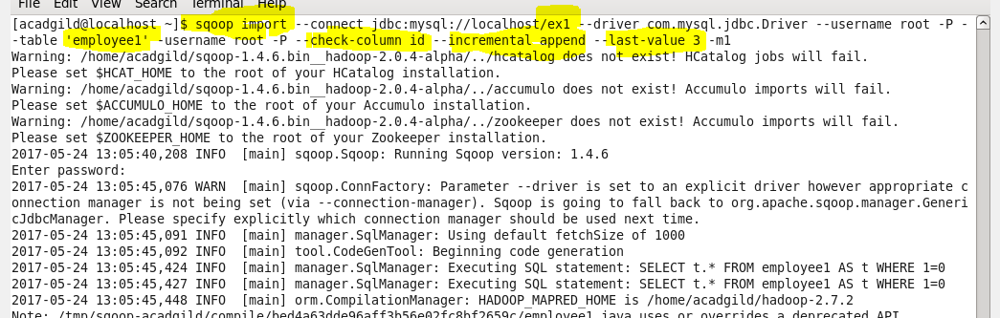 File Edit View Search Terminal Help
[acadgild@localhost ~]$ sqoop import --connect jdbc:mysql://localhost/ex1 --driver com.mysql.jdbc.Driver --username root -P -
-table 'employee1' -username root -P --check-column id --incremental append --last-value 3 -m1
Warning: /home/acadgild/sqoop-1.4.6.bin__hadoop-2.0.4-alpha/../hcatalog does not exist! HCatalog jobs will fail.
Please set $HCAT_HOME to the root of your HCatalog installation.
Warning: /home/acadgild/sqoop-1.4.6.bin__hadoop-2.0.4-alpha/../accumulo does not exist! Accumulo imports will fail.
Please set $ACCUMULO_HOME to the root of your Accumulo installation.
Warning: /home/acadgild/sqoop-1.4.6.bin__hadoop-2.0.4-alpha/../zookeeper does not exist! Accumulo imports will fail.
Please set $ZOOKEEPER_HOME to the root of your Zookeeper installation.
2017-05-24 13:05:40,208 INFO  [main] sqoop.Sqoop: Running Sqoop version: 1.4.6
Enter password:
2017-05-24 13:05:45,076 WARN  [main] sqoop.ConnFactory: Parameter --driver is set to an explicit driver however appropriate c
onnection manager is not being set (via --connection-manager). Sqoop is going to fall back to org.apache.sqoop.manager.Generi
cJdbcManager. Please specify explicitly which connection manager should be used next time.
2017-05-24 13:05:45,091 INFO  [main] manager.SqlManager: Using default fetchSize of 1000
2017-05-24 13:05:45,092 INFO  [main] tool.CodeGenTool: Beginning code generation
2017-05-24 13:05:45,424 INFO  [main] manager.SqlManager: Executing SQL statement: SELECT t.* FROM employee1 AS t WHERE 1=0
2017-05-24 13:05:45,427 INFO  [main] manager.SqlManager: Executing SQL statement: SELECT t.* FROM employee1 AS t WHERE 1=0
2017-05-24 13:05:45,448 INFO  [main] orm.CompilationManager: HADOOP_MAPRED_HOME is /home/acadgild/hadoop-2.7.2
Note: /tmp/sqoop-acadgild/compile/bed4a63dde96aff3b56e02fc8bf2659c/employee1.java uses or overrides a deprecated API.